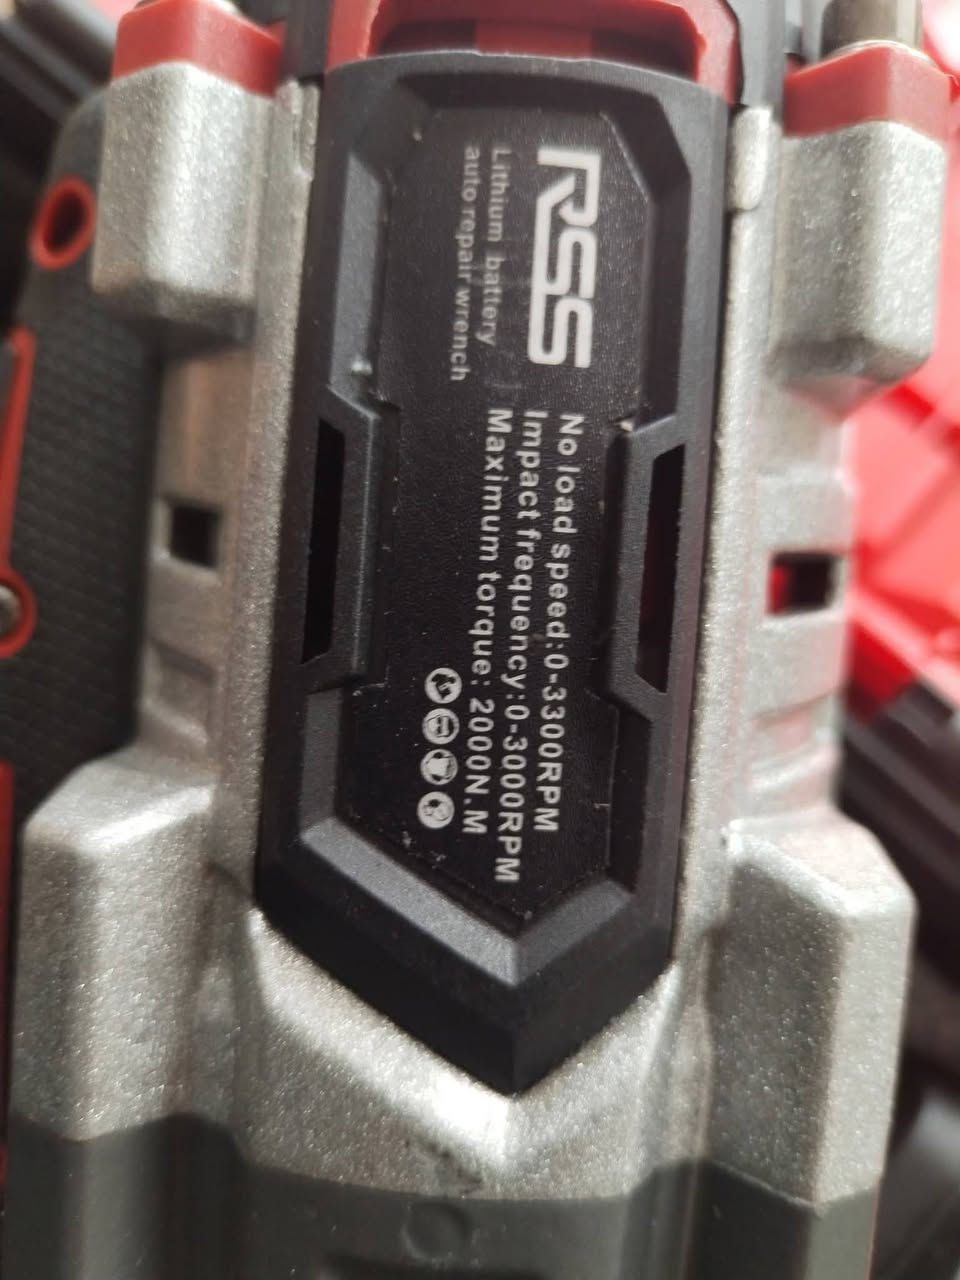 RSS
Lithium battery
auto repair wrench
No load speed:0-3300RPM
Impact frequency:0-3000RPM
Maximum torque: 2000N.M